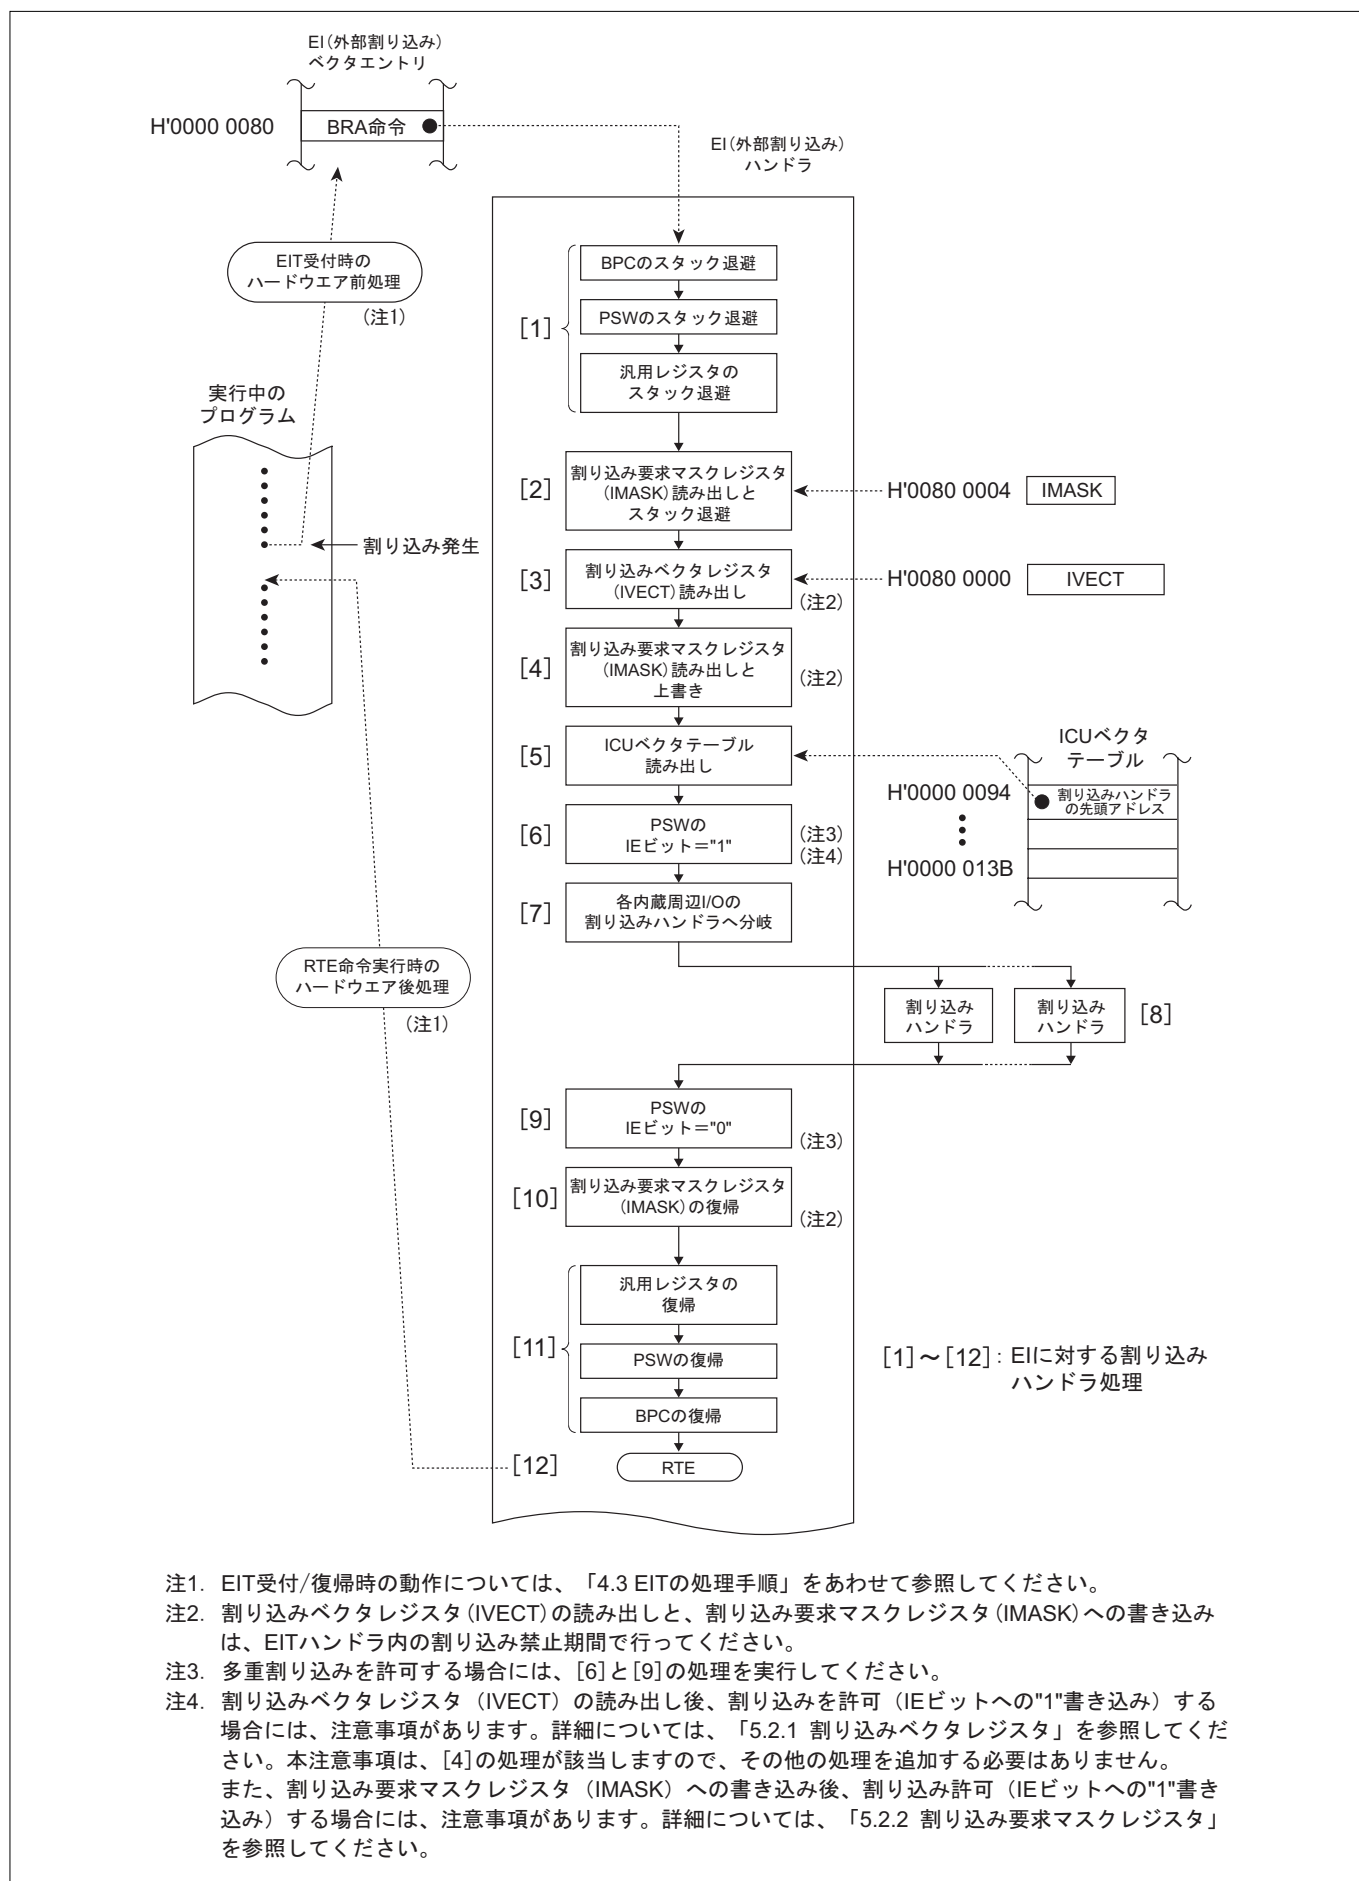 EI(外部割り込み)
ベクタエントリ
H'0000 0080
BRA命令
EI(外部割り込み)
ハンドラ
EIT受付時の
ハードウエア前処理
(注1)
[1]
BPCのスタック退避
PSWのスタック退避
汎用レジスタの
スタック退避
実行中の
プログラム
割り込み発生
[2]
割り込み要求マスクレジスタ
(IMASK)読み出しと
スタック退避
H'0080 0004
IMASK
[3]
割り込みベクタレジスタ
(IVECT)読み出し
(注2)
H'0080 0000
IVECT
[4]
割り込み要求マスクレジスタ
(IMASK)読み出しと
上書き
(注2)
[5]
ICUベクタテーブル
読み出し
ICUベクタ
テーブル
H'0000 0094
割り込みハンドラ
の先頭アドレス
H'0000 013B
[6]
PSWの
IEビット="1"
(注3)
(注4)
[7]
各内蔵周辺I/Oの
割り込みハンドラへ分岐
RTE命令実行時の
ハードウエア後処理
(注1)
割り込み
ハンドラ
割り込み
ハンドラ
[8]
[9]
PSWの
IEビット="0"
(注3)
[10]
割り込み要求マスクレジスタ
(IMASK)の復帰
(注2)
[11]
汎用レジスタの
復帰
PSWの復帰
BPCの復帰
[1]~[12]: EIに対する割り込み
ハンドラ処理
[12]
RTE
注1. EIT受付/復帰時の動作については、「4.3 EITの処理手順」をあわせて参照してください。
注2. 割り込みベクタレジスタ(IVECT)の読み出しと、割り込み要求マスクレジスタ(IMASK)への書き込み
は、EITハンドラ内の割り込み禁止期間で行ってください。
注3. 多重割り込みを許可する場合には、[6]と[9]の処理を実行してください。
注4. 割り込みベクタレジスタ(IVECT)の読み出し後、割り込みを許可(IEビットへの"1"書き込み)する
場合には、注意事項があります。詳細については、「5.2.1 割り込みベクタレジスタ」を参照してくだ
さい。本注意事項は、[4]の処理が該当しますので、その他の処理を追加する必要はありません。
また、割り込み要求マスクレジスタ(IMASK)への書き込み後、割り込み許可(IEビットへの"1"書き
込み)する場合には、注意事項があります。詳細については、「5.2.2 割り込み要求マスクレジスタ」
を参照してください。